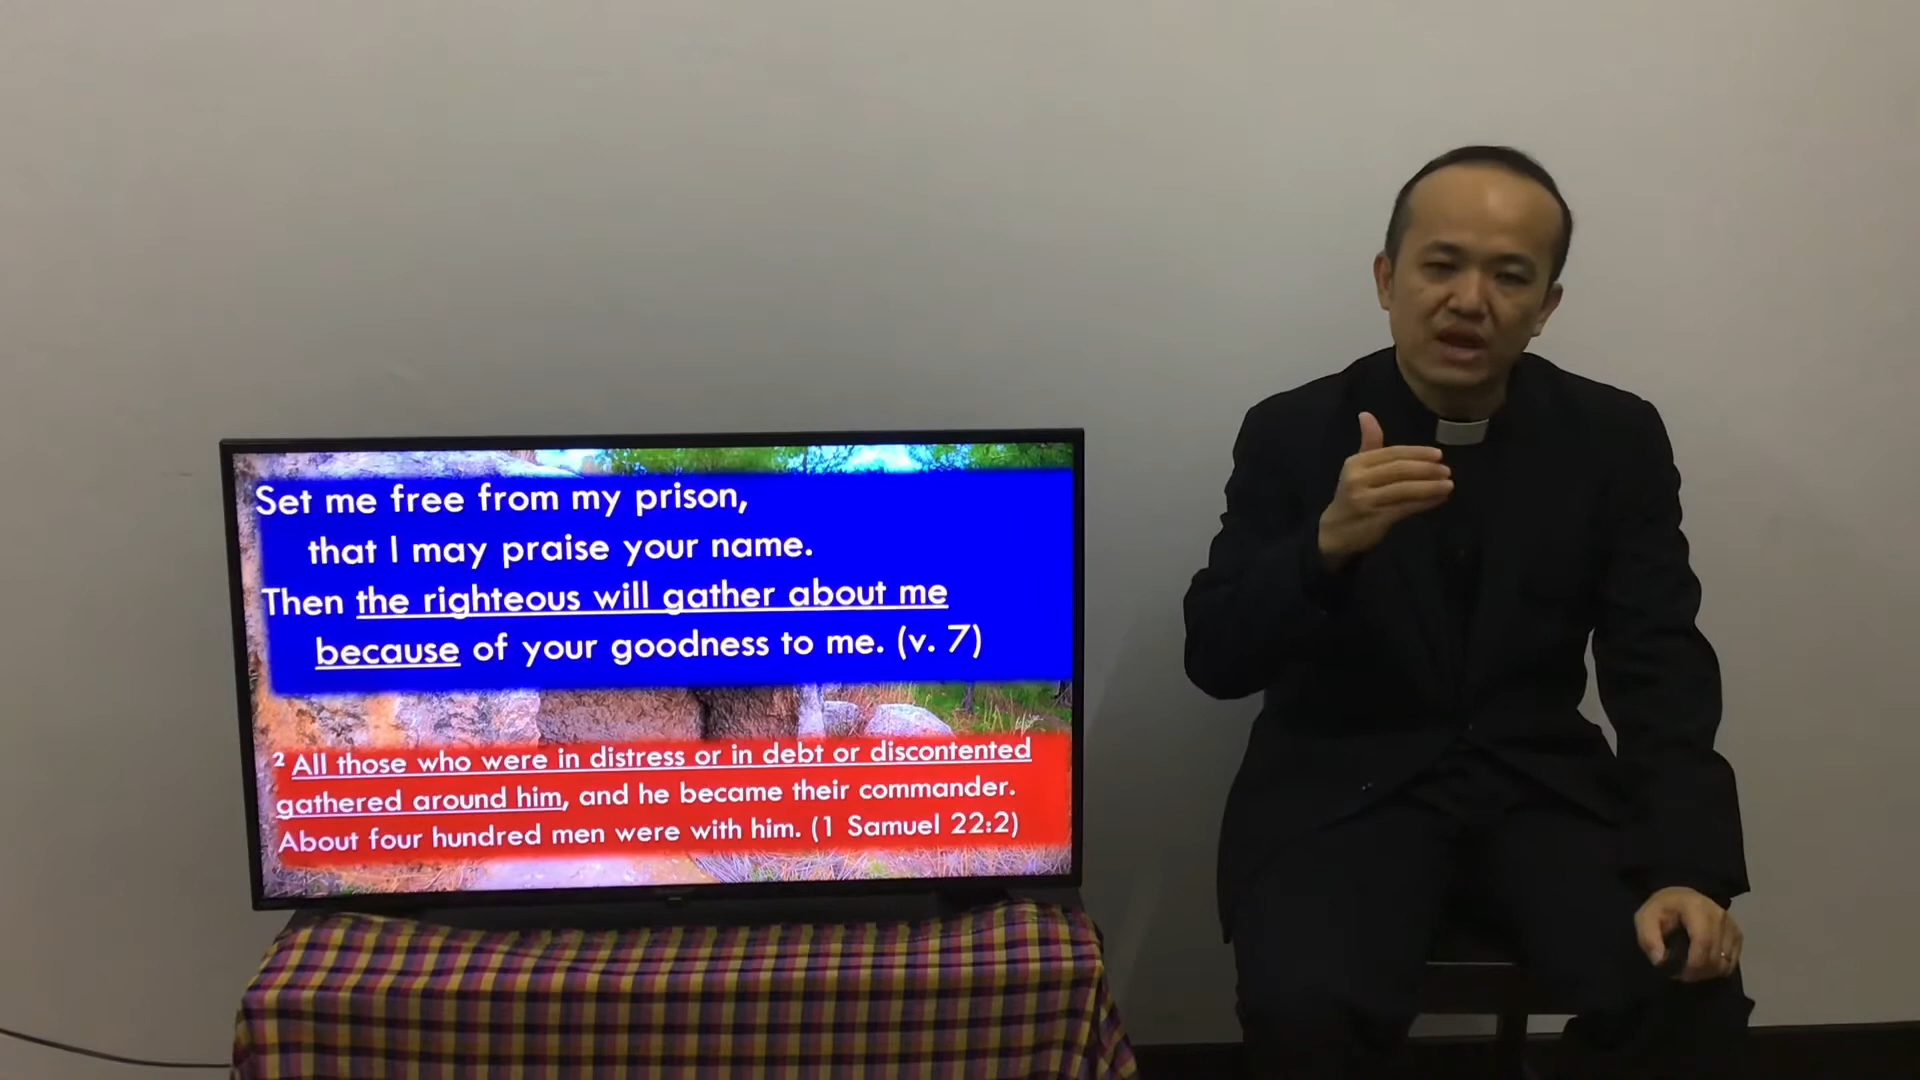 Set me free from my prison,
that I may praise your name.
Then the righteous will gather about me
because of your goodness to me. (v. 7)
² All those who were in distress or in debt or discontented
gathered around him, and he became their commander.
About four hundred men were with him. (1 Samuel 22:2)